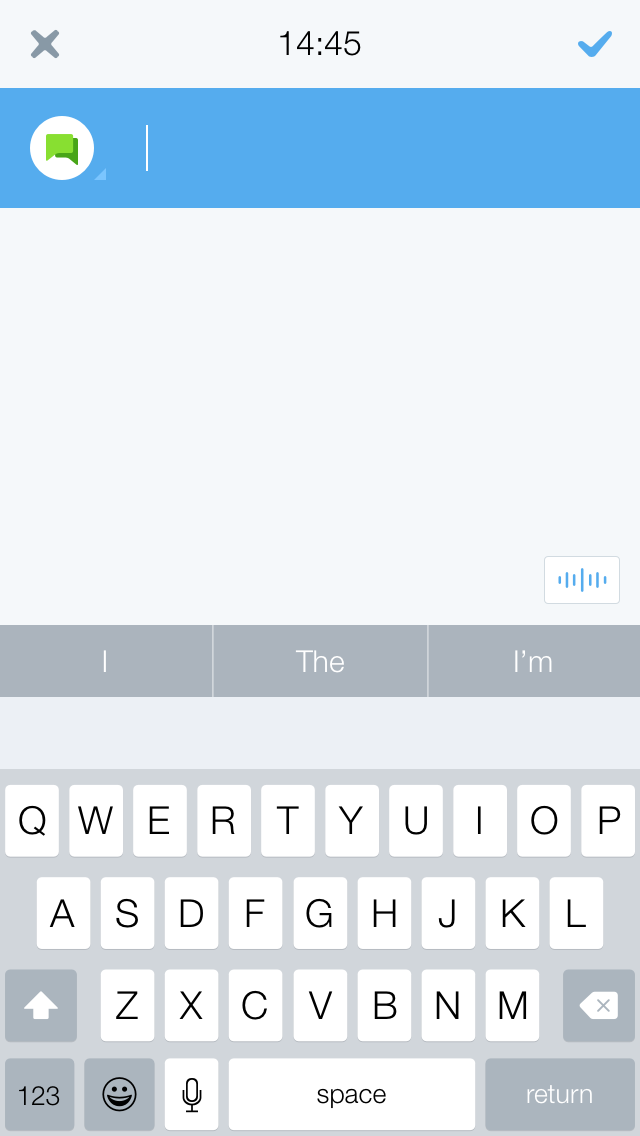 14:45
I The I’m
Q W E R T Y U I O P
A S D F G H J K L
Z X C V B N M
123 space return